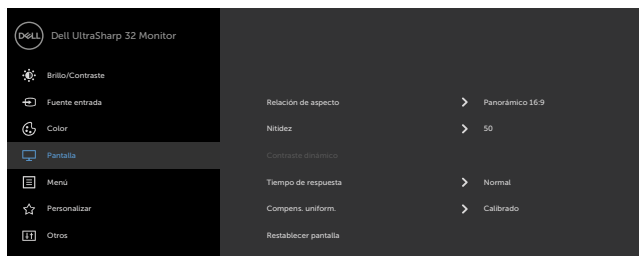 DELL Dell UltraSharp 32 Monitor
Brillo/Contraste
Fuente entrada
Color
Pantalla
Menú
Personalizar
Otros
Relación de aspecto Panorámico 16:9
Nitidez 50
Contraste dinámico
Tiempo de respuesta Normal
Compens. uniform. Calibrado
Restablecer pantalla